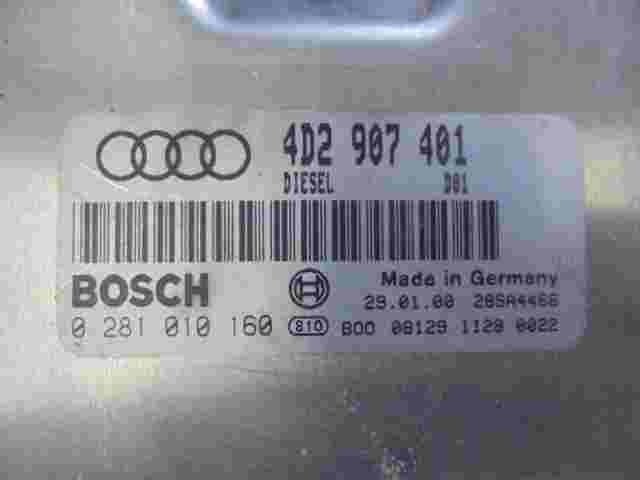 4D2 907 401
DIESEL D01
BOSCH Made in Germany
29.01.00 28SA4466
0 281 010 160 810 B00 08129 1128 0022